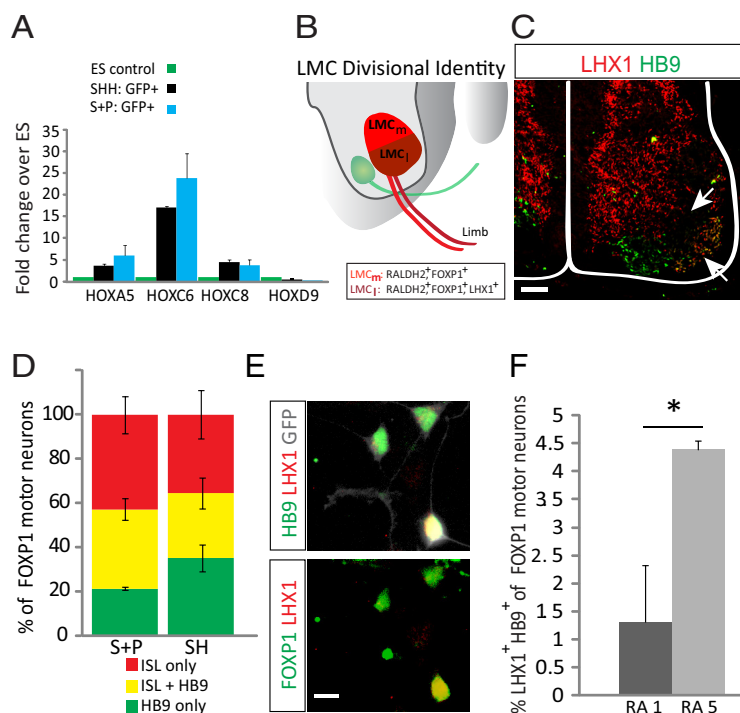 A
ES control
SHH: GFP+
S+P: GFP+
Fold change over ES
35
30
25
20
15
10
5
0
HOXA5
HOXC6
HOXC8
HOXD9
B
LMC Divisional Identity
LMCm
LMCl
Limb
LMCm: RALDH2+FOXP1+
LMCl: RALDH2+,FOXP1+, LHX1+
C
LHX1 HB9
D
% of FOXP1 motor neurons
100
80
60
40
20
0
S+P
SH
ISL only
ISL + HB9
HB9 only
E
HB9 LHX1 GFP
FOXP1 LHX1
F
*
% LHX1+ HB9+ of FOXP1 motor neurons
4.5
4
3.5
3
2.5
2
1.5
1
0.5
0
RA 1
RA 5